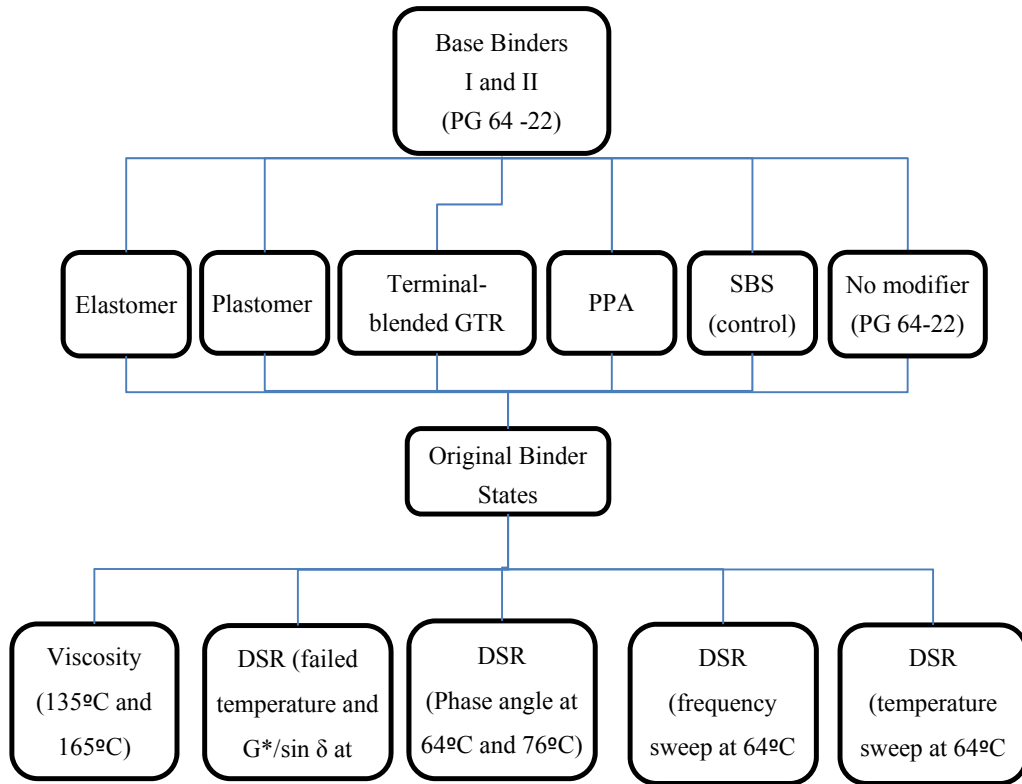 Base Binders
I and II
(PG 64 -22)
Elastomer
Plastomer
Terminal-
blended GTR
PPA
SBS
(control)
No modifier
(PG 64-22)
Original Binder
States
Viscosity
(135ºC and
165ºC)
DSR (failed
temperature and
G*/sin δ at
DSR
(Phase angle at
64ºC and 76ºC)
DSR
(frequency
sweep at 64ºC
DSR
(temperature
sweep at 64ºC